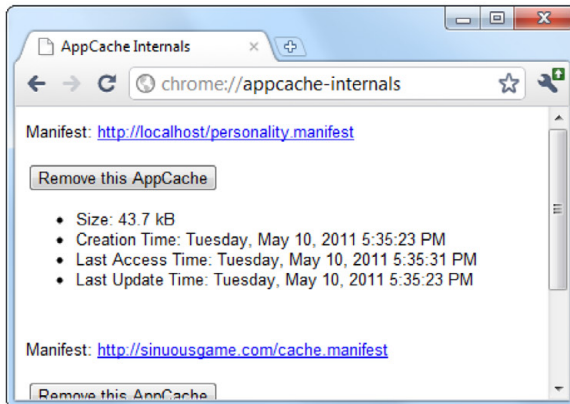 AppCache Internals
chrome://appcache-internals
Manifest: http://localhost/personality.manifest
Remove this AppCache
• Size: 43.7 kB
• Creation Time: Tuesday, May 10, 2011 5:35:23 PM
• Last Access Time: Tuesday, May 10, 2011 5:35:31 PM
• Last Update Time: Tuesday, May 10, 2011 5:35:23 PM
Manifest: http://sinuousgame.com/cache.manifest
Remove this AppCache